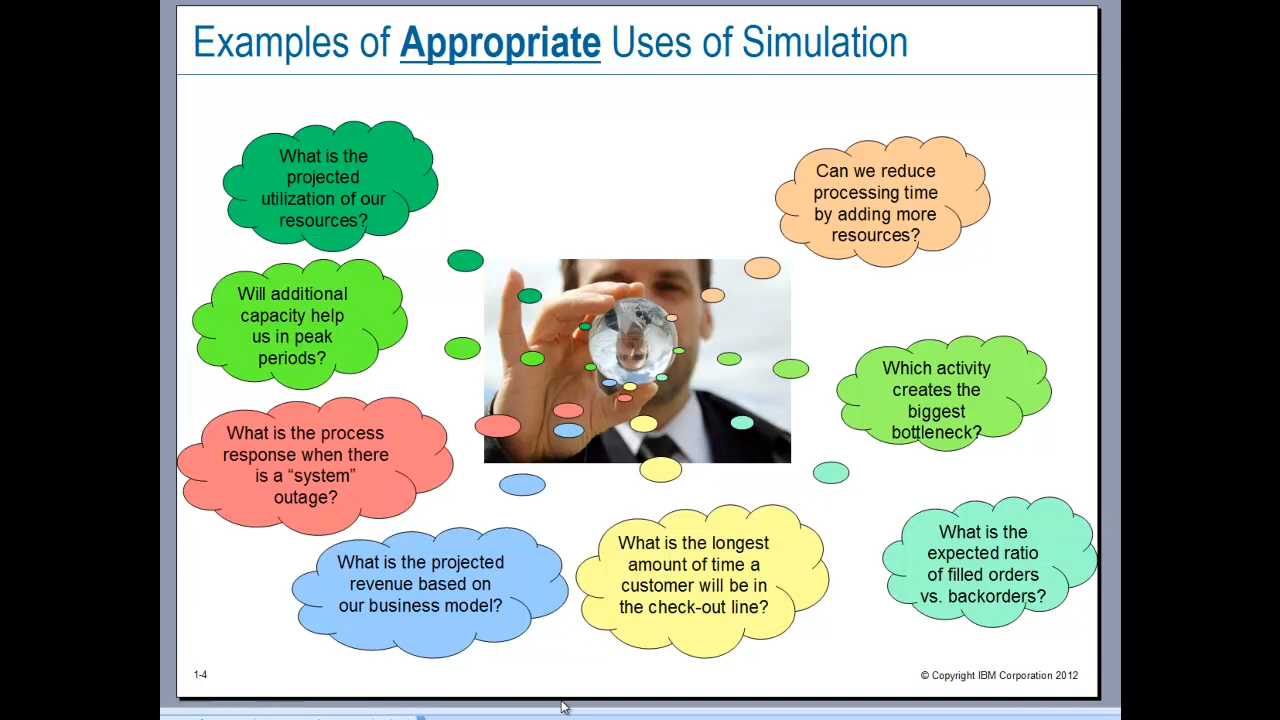 Examples of Appropriate Uses of Simulation
What is the
projected
utilization of our
resources?
Can we reduce
processing time
by adding more
resources?
Will additional
capacity help
us in peak
periods?
Which activity
creates the
biggest
bottleneck?
What is the process
response when there
is a “system”
outage?
What is the projected
revenue based on
our business model?
What is the longest
amount of time a
customer will be in
the check-out line?
What is the
expected ratio
of filled orders
vs. backorders?
1-4
© Copyright IBM Corporation 2012